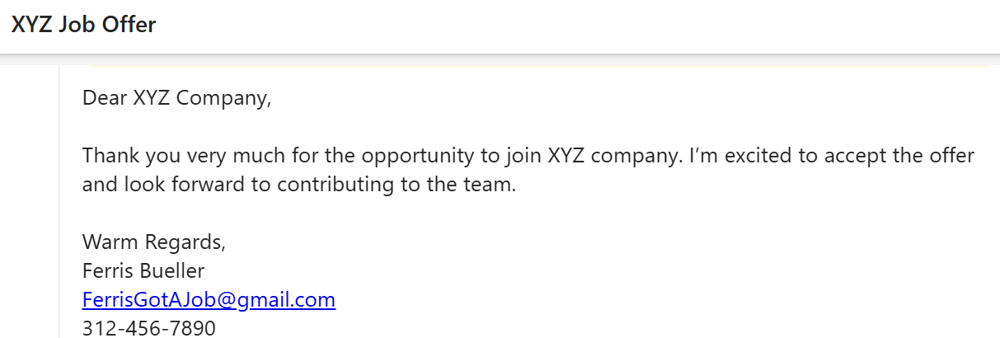 XYZ Job Offer
Dear XYZ Company,
Thank you very much for the opportunity to join XYZ company. I’m excited to accept the offer
and look forward to contributing to the team.
Warm Regards,
Ferris Bueller
FerrisGotAJob@gmail.com
312-456-7890